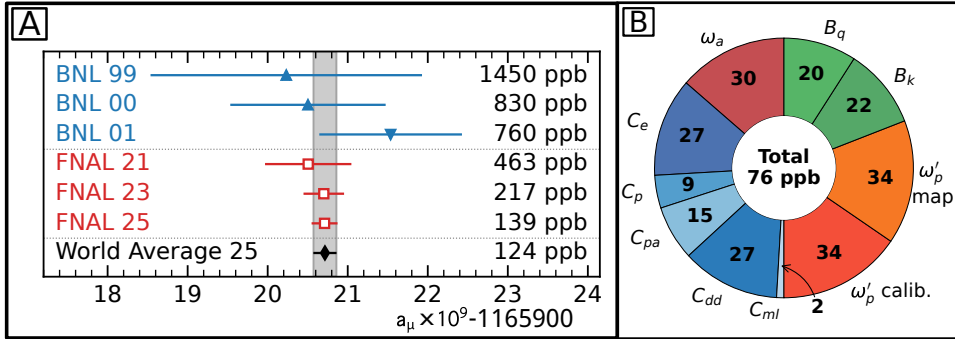 A
BNL 99 1450 ppb
BNL 00 830 ppb
BNL 01 760 ppb
FNAL 21 463 ppb
FNAL 23 217 ppb
FNAL 25 139 ppb
World Average 25 124 ppb
18 19 20 21 22 23 24
aμ ×10⁹-1165900
B
ωa
30
Bq
20
Bk
22
ω′p
map
34
ω′p calib.
34
2
Cml
Cdd
27
Cpa
15
Cp
9
Ce
27
Total
76 ppb